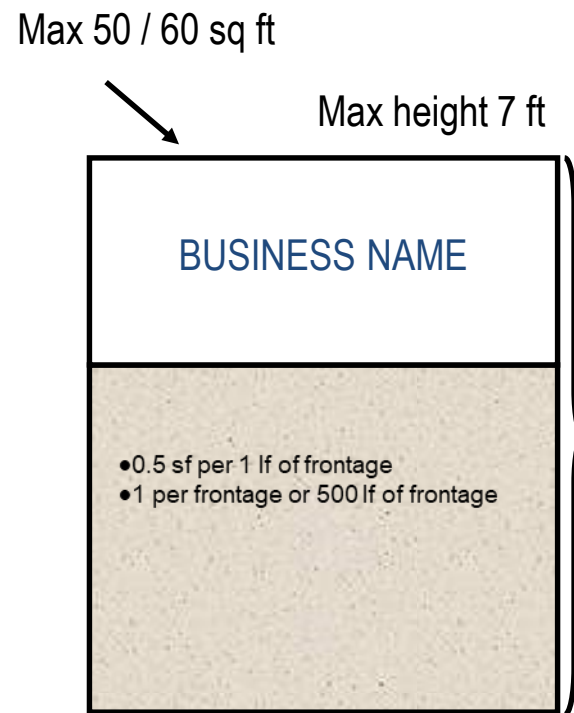 Max 50 / 60 sq ft
Max height 7 ft
BUSINESS NAME
●0.5 sf per 1 lf of frontage
●1 per frontage or 500 lf of frontage